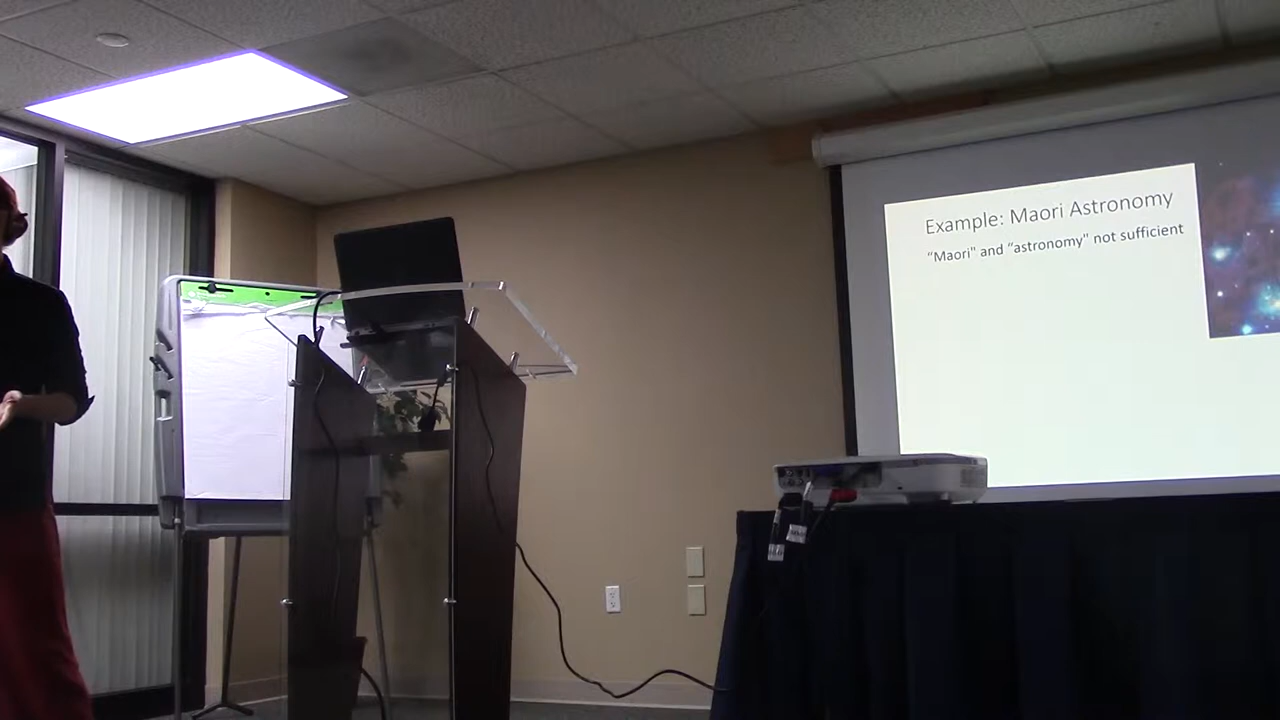 Example: Maori Astronomy
“Maori" and “astronomy" not sufficient